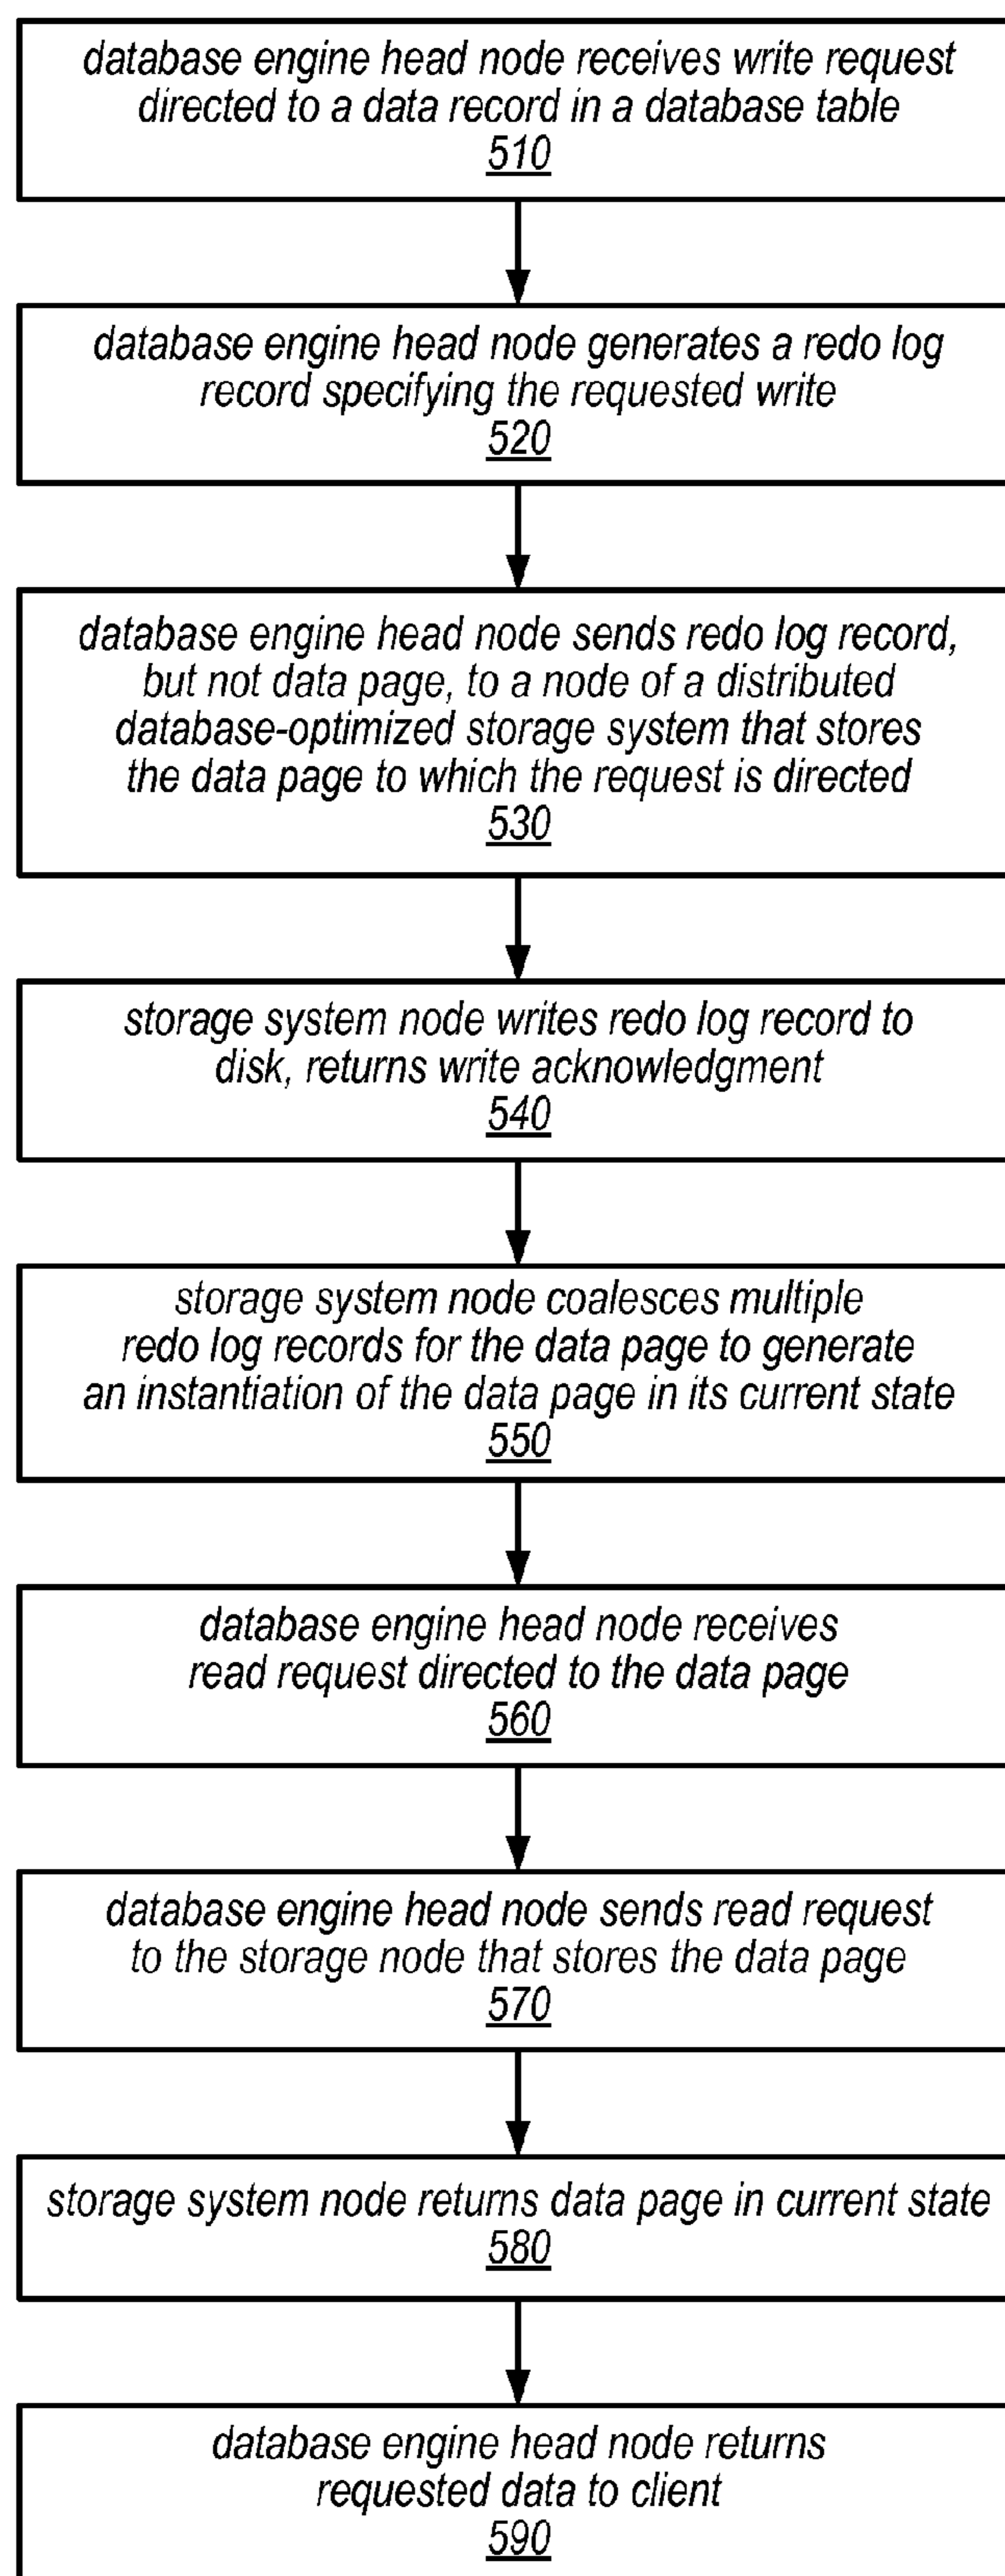 database engine head node receives write request
directed to a data record in a database table
510
database engine head node generates a redo log
record specifying the requested write
520
database engine head node sends redo log record,
but not data page, to a node of a distributed
database-optimized storage system that stores
the data page to which the request is directed
530
storage system node writes redo log record to
disk, returns write acknowledgment
540
storage system node coalesces multiple
redo log records for the data page to generate
an instantiation of the data page in its current state
550
database engine head node receives
read request directed to the data page
560
database engine head node sends read request
to the storage node that stores the data page
570
storage system node returns data page in current state
580
database engine head node returns
requested data to client
590